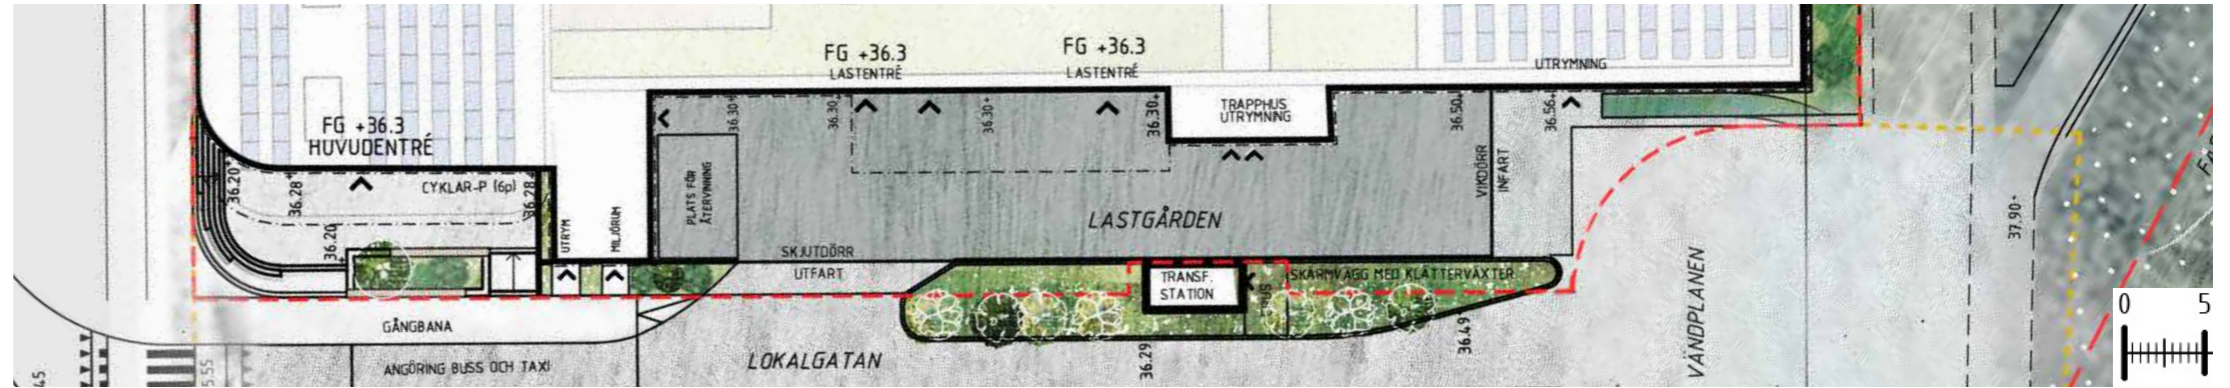 FG +36.3
LASTENTRÉ
FG +36.3
LASTENTRÉ
UTRYMNING
FG +36.3
HUVUDENTRÉ
36.30
36.30
36.30
36.30
TRAPPHUS
UTRYMNING
36.50
36.56
36.20
36.28
CYKLAR-P (6p)
36.28
PLATS FÖR
ÅTERVINNING
VIKDÖRR
INFART
LASTGÅRDEN
36.20
UTRYM
MILJÖRUM
SKJUTDÖRR
UTFART
TRANSF.
STATION
SKÄRMVÄGG MED KLÄTTERVÄXTER
37.90
VÄNDPLANEN
GÅNGBANA
ANGÖRING BUSS OCH TAXI
LOKALGATAN
36.29
36.49
45
5.55
0 5